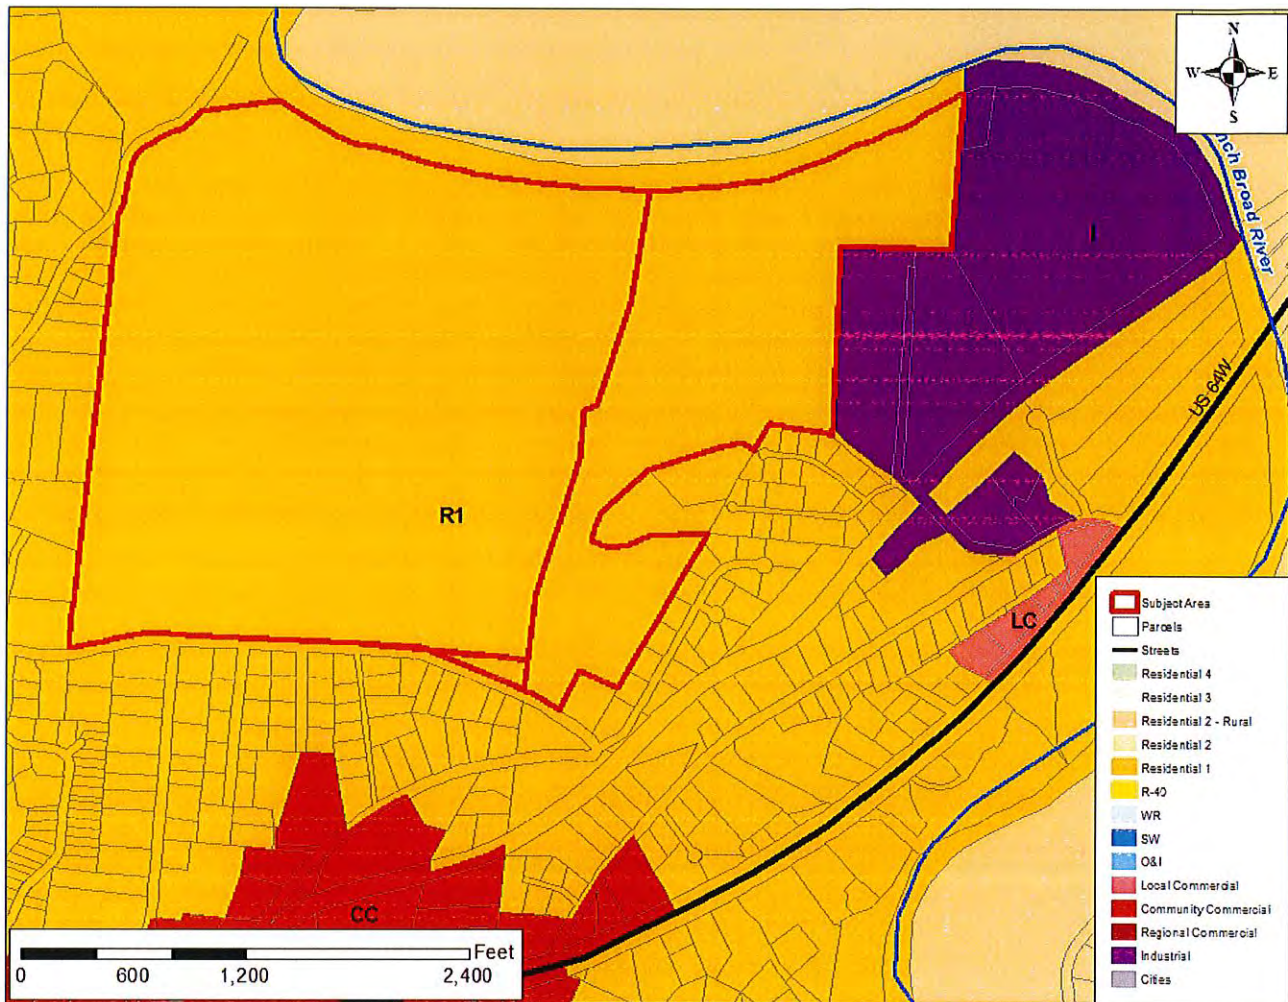 N
W E
S
nch Broad River
I
US 64W
R1
LC
CC
Subject Area
Parcels
Streets
Residential 4
Residential 3
Residential 2 - Rural
Residential 2
Residential 1
R-40
WR
SW
O&I
Local Commercial
Community Commercial
Regional Commercial
Industrial
Cities
Feet
0 600 1,200 2,400